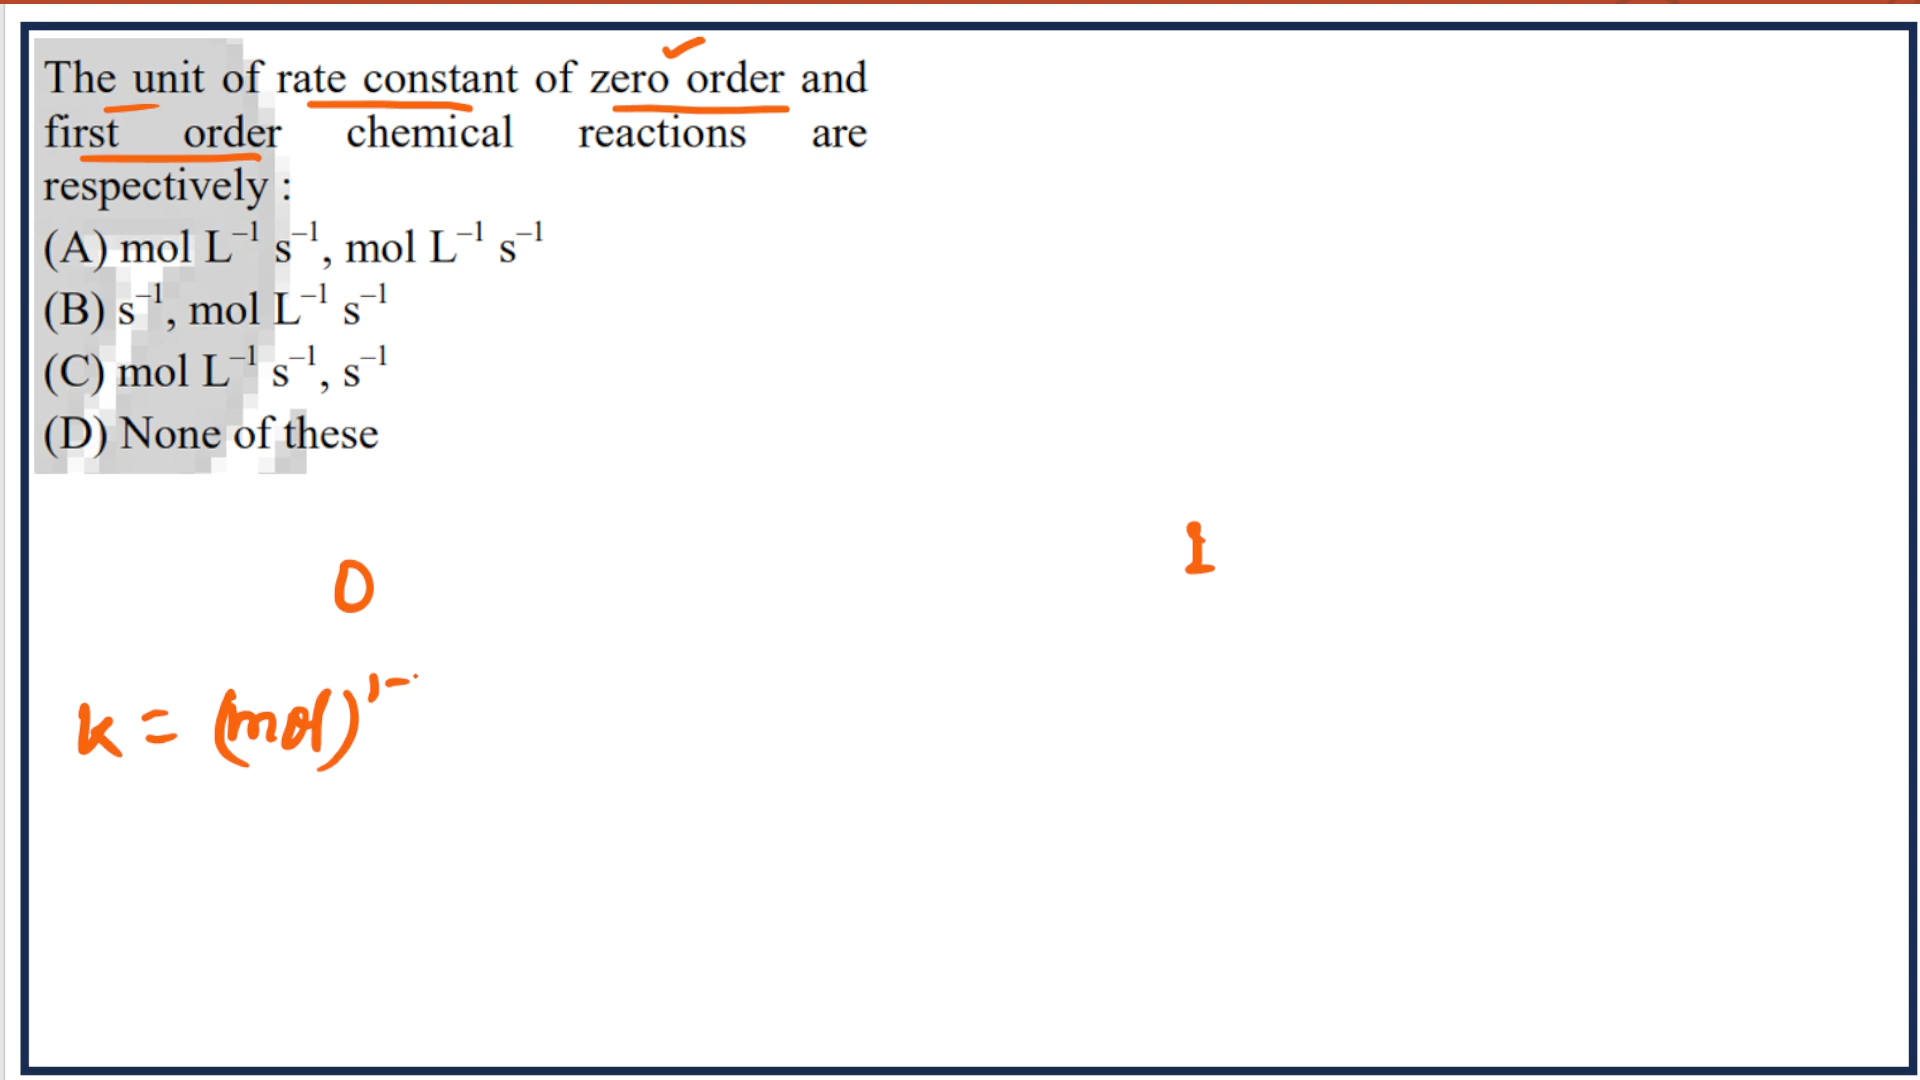 The unit of rate constant of zero order and
first order chemical reactions are
respectively :
(A) mol L⁻¹ s⁻¹, mol L⁻¹ s⁻¹
(B) s⁻¹, mol L⁻¹ s⁻¹
(C) mol L⁻¹ s⁻¹, s⁻¹
(D) None of these
0
1
k = (mol)¹⁻